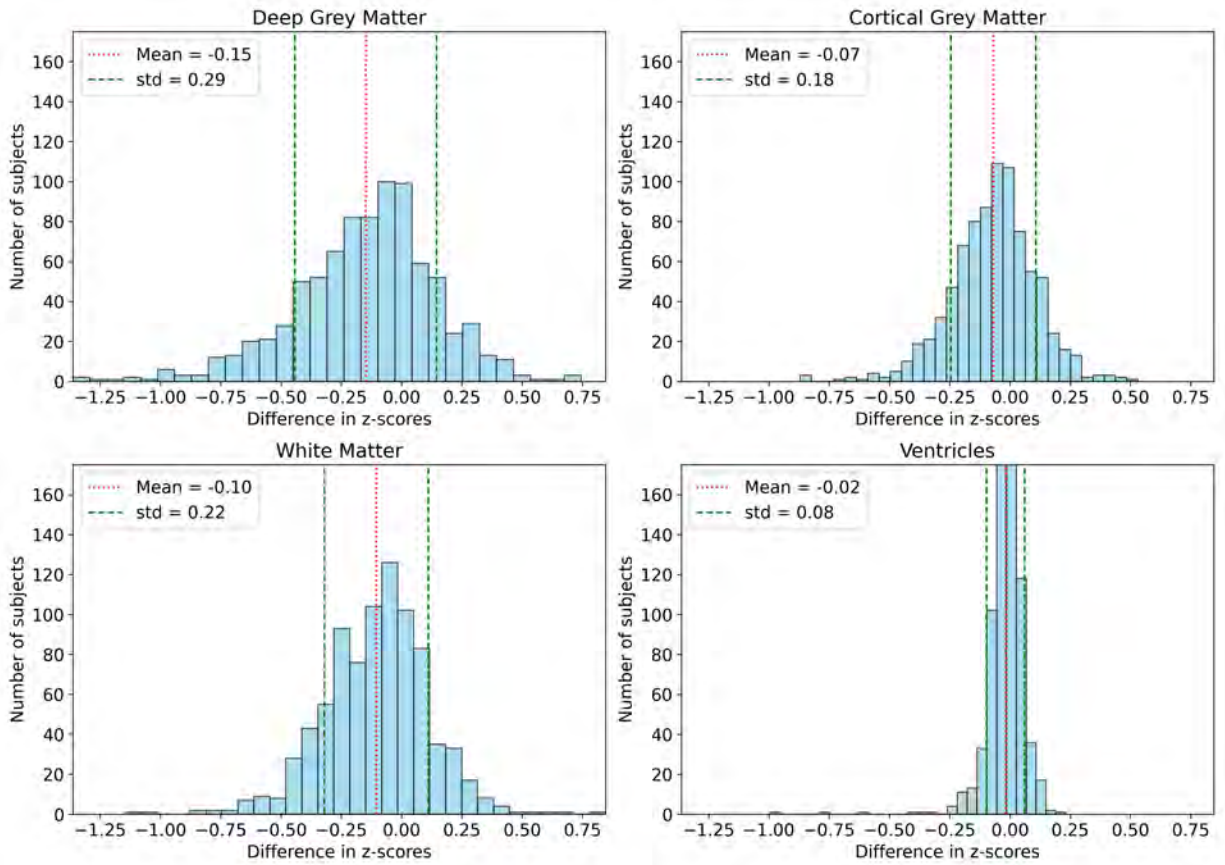 Deep Grey Matter
Mean = -0.15
std = 0.29
Number of subjects
160
140
120
100
80
60
40
20
0
−1.25 −1.00 −0.75 −0.50 −0.25 0.00 0.25 0.50 0.75
Difference in z-scores
Cortical Grey Matter
Mean = -0.07
std = 0.18
Number of subjects
160
140
120
100
80
60
40
20
0
−1.25 −1.00 −0.75 −0.50 −0.25 0.00 0.25 0.50 0.75
Difference in z-scores
White Matter
Mean = -0.10
std = 0.22
Number of subjects
160
140
120
100
80
60
40
20
0
−1.25 −1.00 −0.75 −0.50 −0.25 0.00 0.25 0.50 0.75
Difference in z-scores
Ventricles
Mean = -0.02
std = 0.08
Number of subjects
160
140
120
100
80
60
40
20
0
−1.25 −1.00 −0.75 −0.50 −0.25 0.00 0.25 0.50 0.75
Difference in z-scores